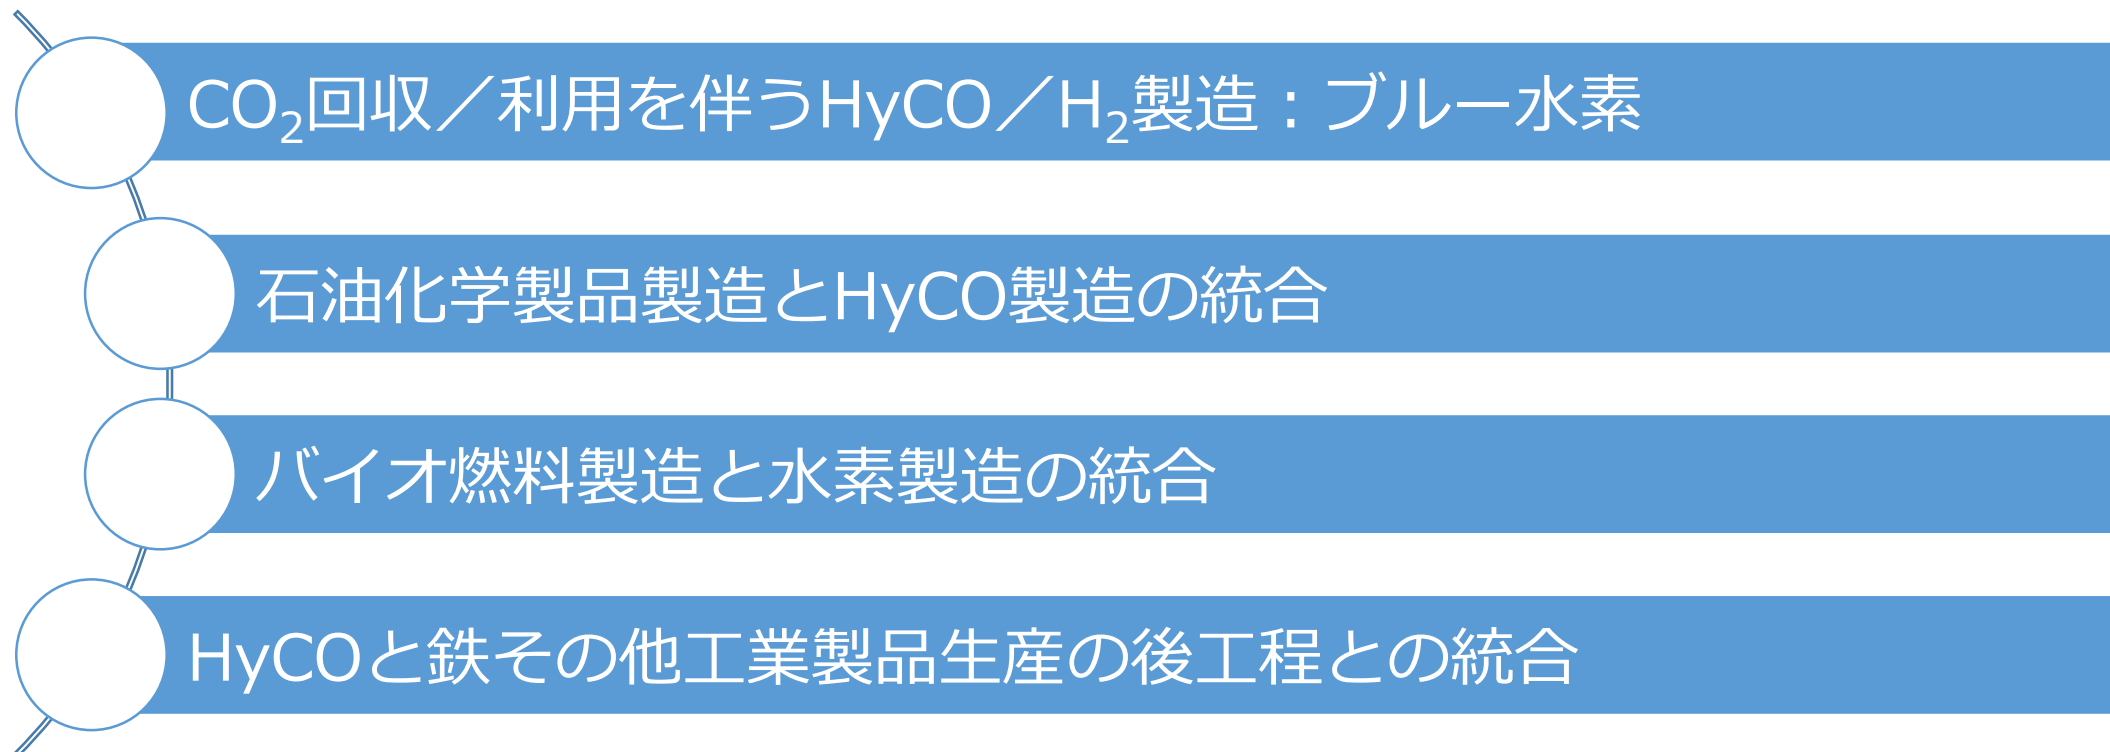 CO₂回収／利用を伴うHyCO／H₂製造：ブルー水素
石油化学製品製造とHyCO製造の統合
バイオ燃料製造と水素製造の統合
HyCOと鉄その他工業製品生産の後工程との統合